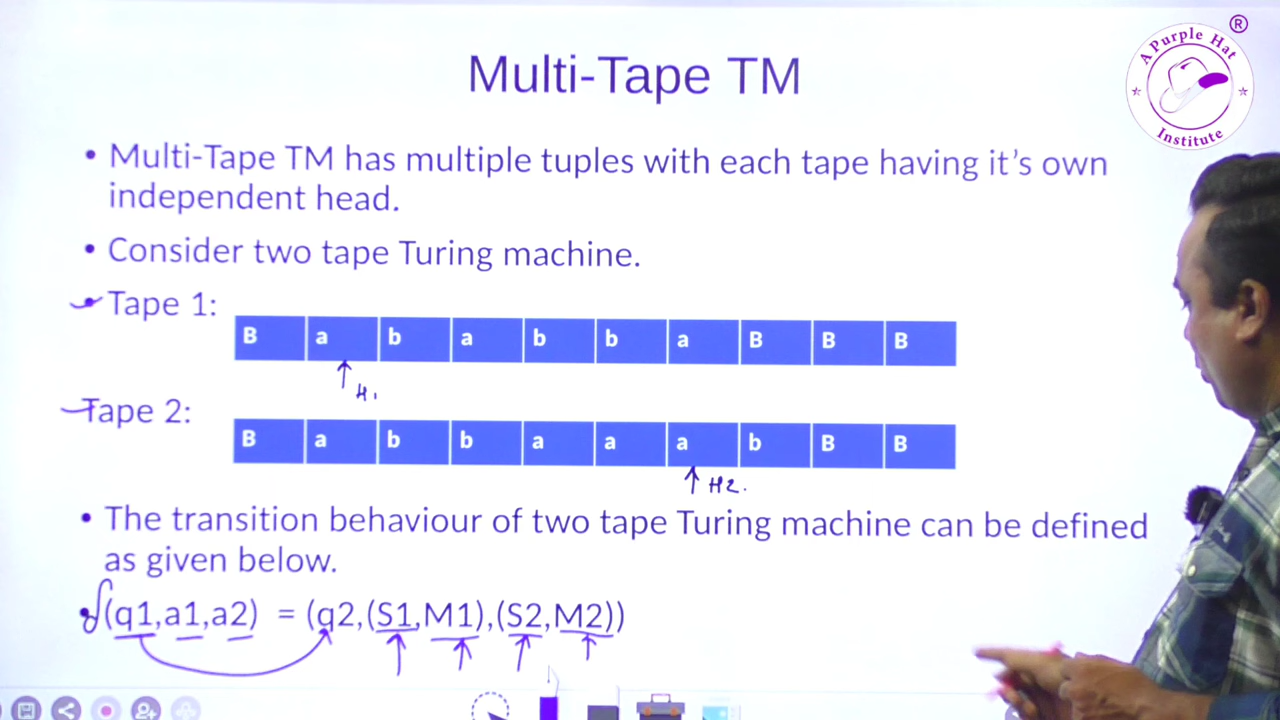 A Purple Hat
®
Institute
Multi-Tape TM
• Multi-Tape TM has multiple tuples with each tape having it's own
independent head.
• Consider two tape Turing machine.
Tape 1:
B a b a b b a B B B
H1
Tape 2:
B a b b a a a b B B
H2.
• The transition behaviour of two tape Turing machine can be defined
as given below.
δ(q1,a1,a2) = (q2,(S1,M1),(S2,M2))